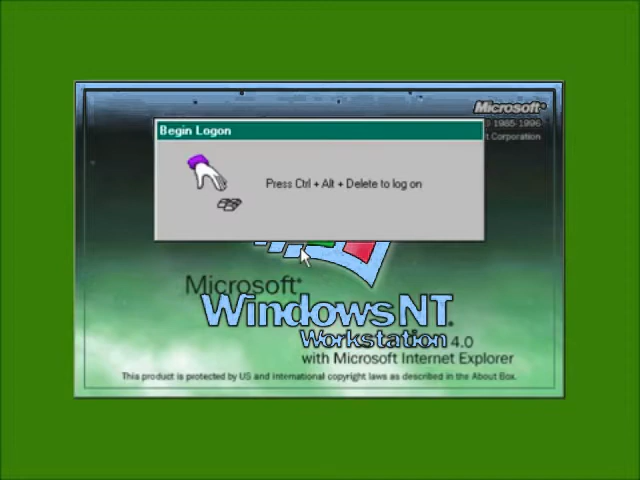 Microsoft®
© 1985-1996
t Corporation
Begin Logon
Press Ctrl + Alt + Delete to log on
Microsoft®
Windows NT®
Workstation 4.0
with Microsoft Internet Explorer
This product is protected by US and international copyright laws as described in the About Box.